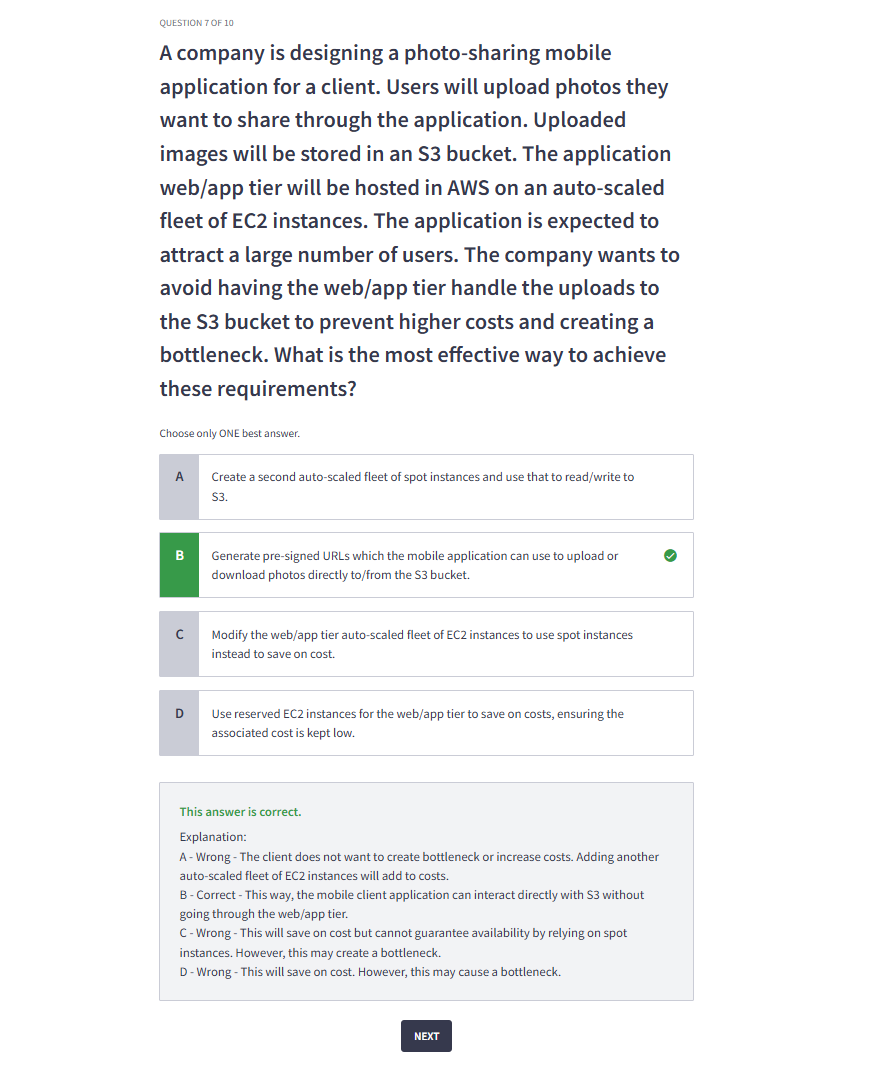 QUESTION 7 OF 10
A company is designing a photo-sharing mobile
application for a client. Users will upload photos they
want to share through the application. Uploaded
images will be stored in an S3 bucket. The application
web/app tier will be hosted in AWS on an auto-scaled
fleet of EC2 instances. The application is expected to
attract a large number of users. The company wants to
avoid having the web/app tier handle the uploads to
the S3 bucket to prevent higher costs and creating a
bottleneck. What is the most effective way to achieve
these requirements?
Choose only ONE best answer.
A
Create a second auto-scaled fleet of spot instances and use that to read/write to
S3.
B
Generate pre-signed URLs which the mobile application can use to upload or
download photos directly to/from the S3 bucket.
C
Modify the web/app tier auto-scaled fleet of EC2 instances to use spot instances
instead to save on cost.
D
Use reserved EC2 instances for the web/app tier to save on costs, ensuring the
associated cost is kept low.
This answer is correct.
Explanation:
A - Wrong - The client does not want to create bottleneck or increase costs. Adding another
auto-scaled fleet of EC2 instances will add to costs.
B - Correct - This way, the mobile client application can interact directly with S3 without
going through the web/app tier.
C - Wrong - This will save on cost but cannot guarantee availability by relying on spot
instances. However, this may create a bottleneck.
D - Wrong - This will save on cost. However, this may cause a bottleneck.
NEXT